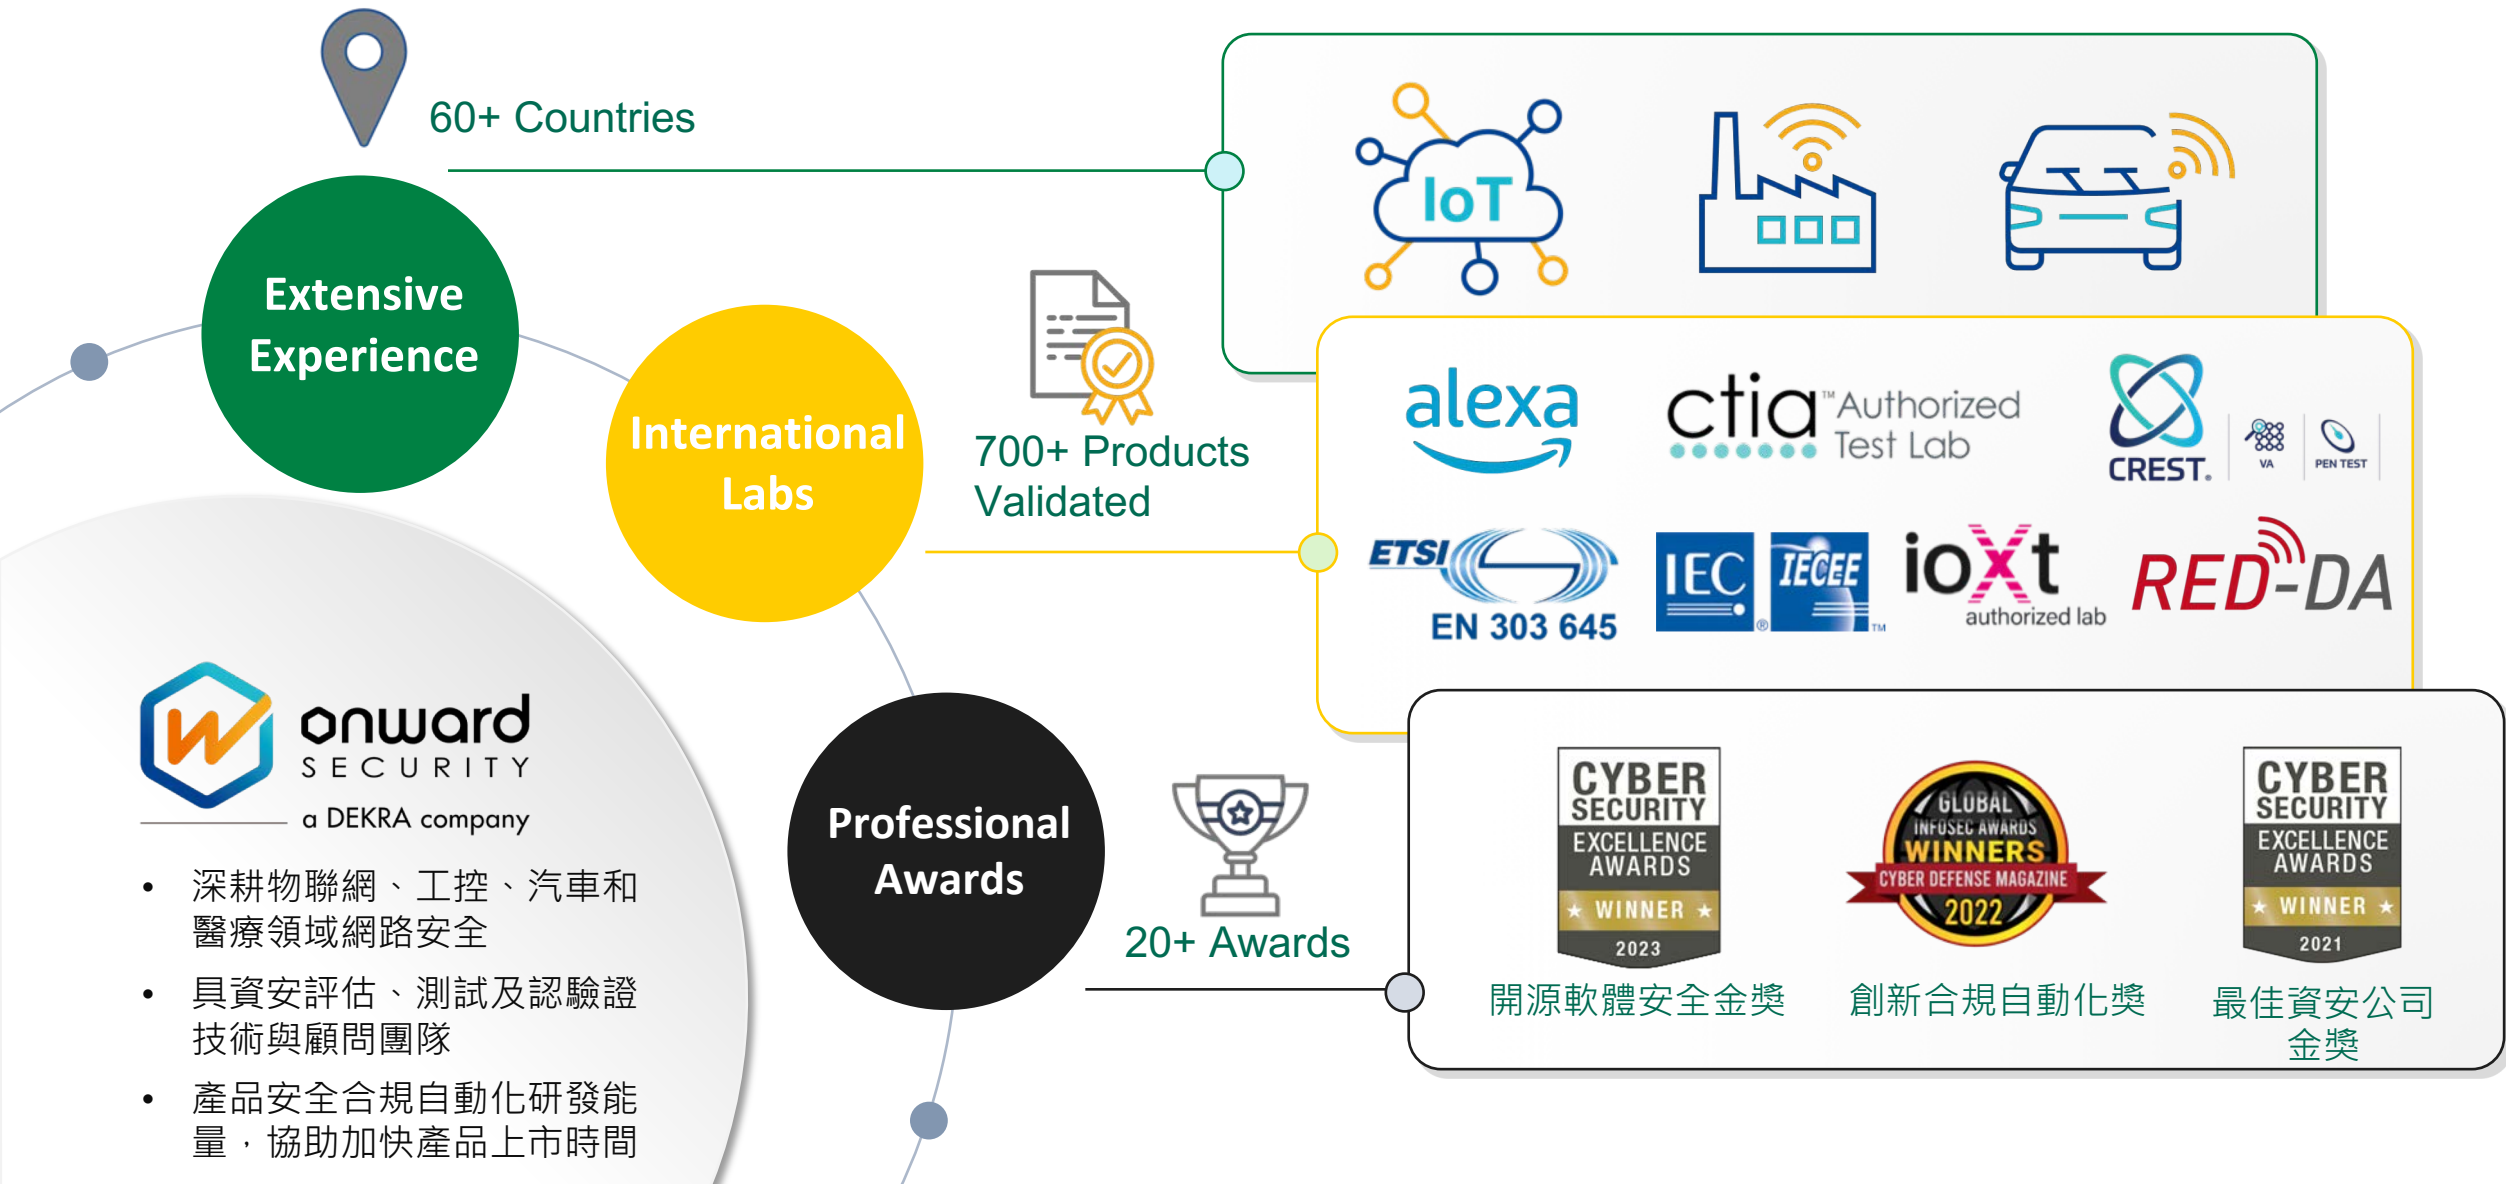 60+ Countries
Extensive
Experience
IoT
International
Labs
700+ Products
Validated
alexa
ctia™ Authorized
Test Lab
CREST®
VA
PEN TEST
ETSI
EN 303 645
IEC
®
IECEE
™
ioXt
authorized lab
RED-DA
onward
SECURITY
a DEKRA company
• 深耕物聯網、工控、汽車和
醫療領域網路安全
• 具資安評估、測試及認驗證
技術與顧問團隊
• 產品安全合規自動化研發能
量，協助加快產品上市時間
Professional
Awards
20+ Awards
CYBER
SECURITY
EXCELLENCE
AWARDS
WINNER
2023
開源軟體安全金獎
GLOBAL
INFOSEC AWARDS
WINNERS
CYBER DEFENSE MAGAZINE
2022
創新合規自動化獎
CYBER
SECURITY
EXCELLENCE
AWARDS
WINNER
2021
最佳資安公司
金獎